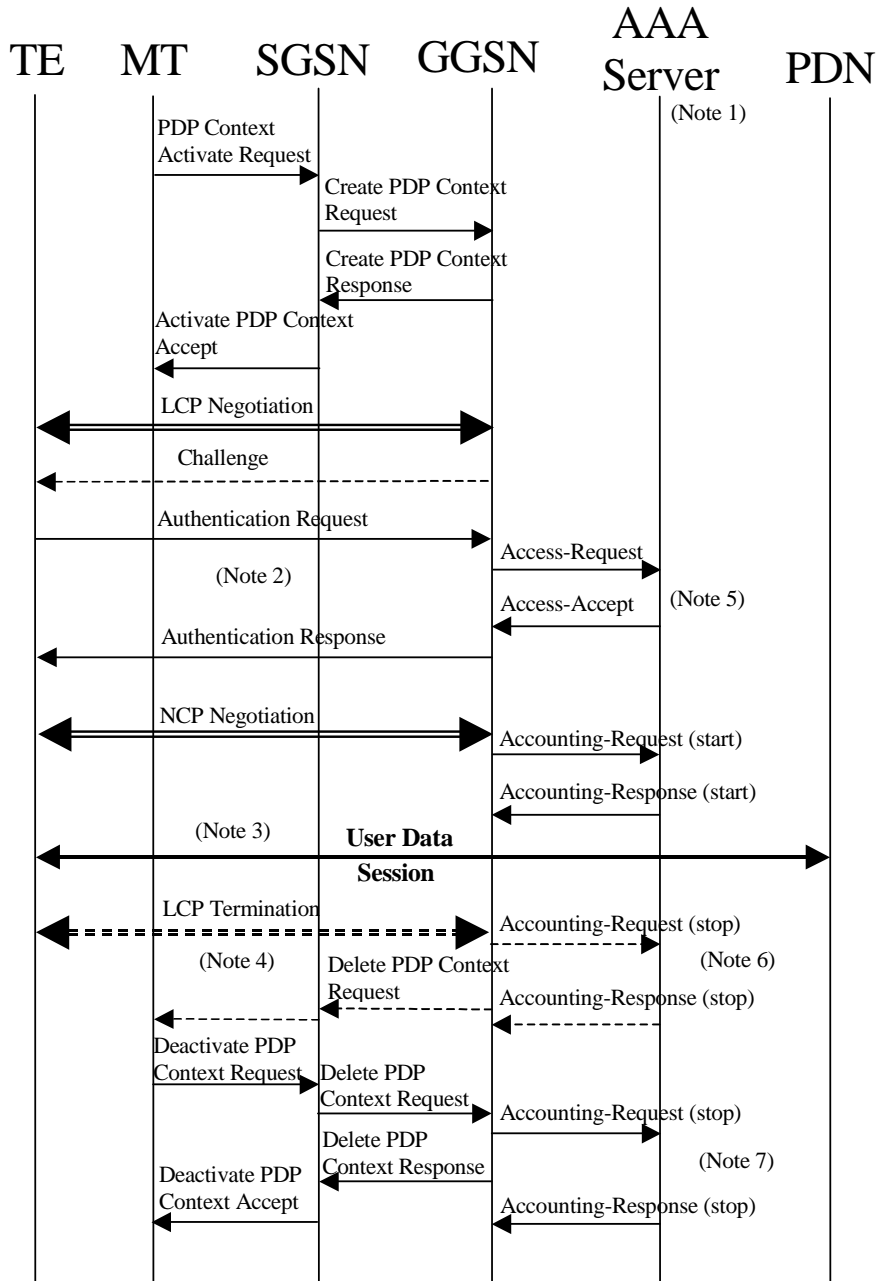 TE
MT
SGSN
GGSN
AAA
Server
PDN
(Note 1)
PDP Context
Activate Request
Create PDP Context
Request
Create PDP Context
Response
Activate PDP Context
Accept
LCP Negotiation
Challenge
Authentication Request
Access-Request
(Note 2)
(Note 5)
Access-Accept
Authentication Response
NCP Negotiation
Accounting-Request (start)
Accounting-Response (start)
(Note 3)
User Data
Session
LCP Termination
Accounting-Request (stop)
(Note 4)
Delete PDP Context
Request
(Note 6)
Accounting-Response (stop)
Deactivate PDP
Context Request
Delete PDP
Context Request
Accounting-Request (stop)
Delete PDP
Context Response
(Note 7)
Deactivate PDP
Context Accept
Accounting-Response (stop)